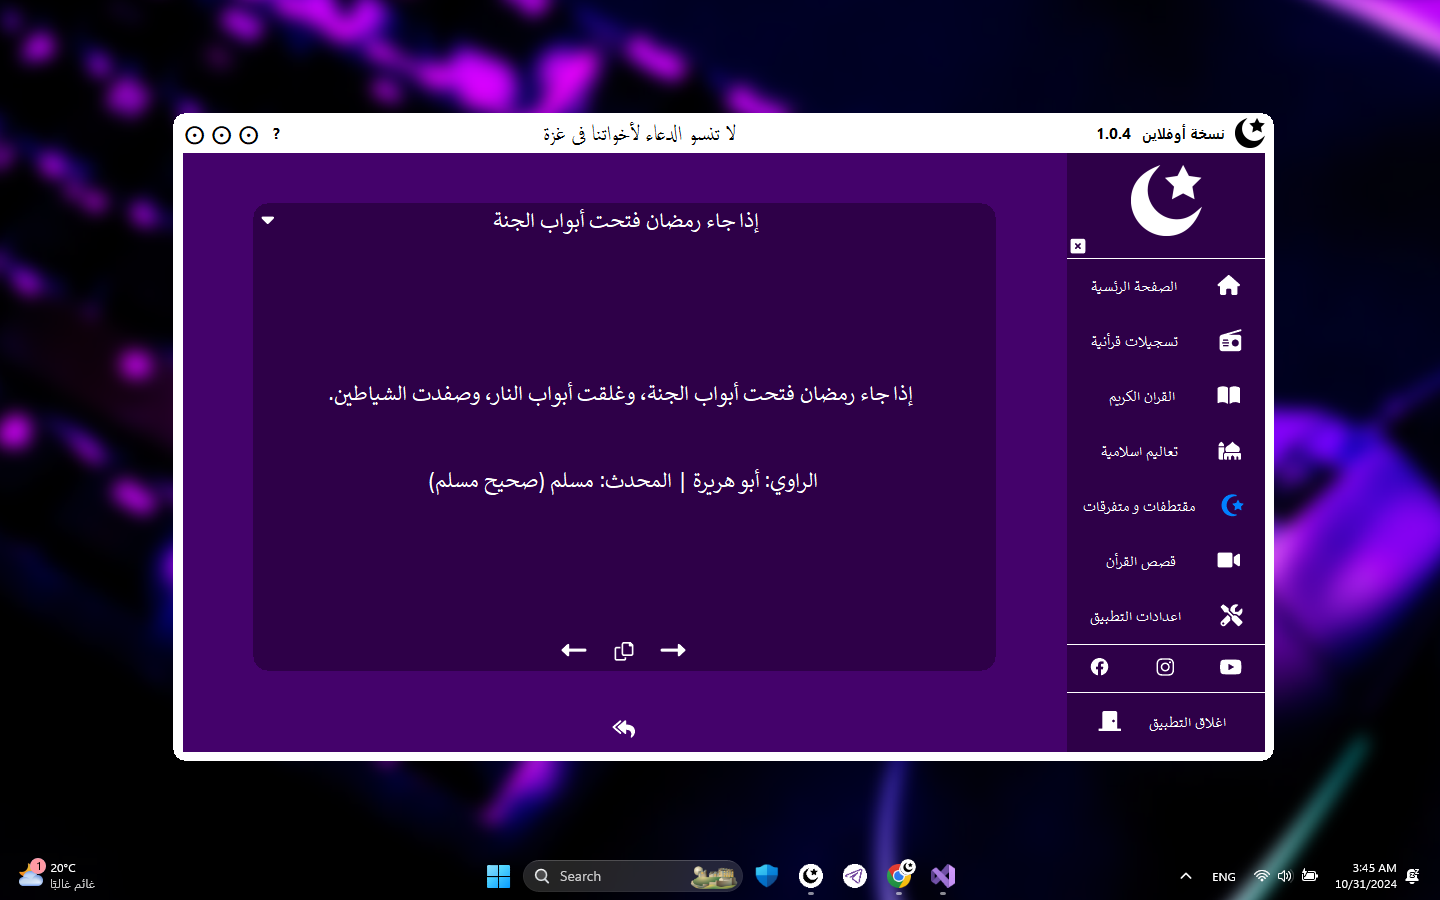 نسخة أوفلاين 1.0.4
لا تنسو الدعاء لأخواتنا في غزة
?
إذا جاء رمضان فتحت أبواب الجنة
إذا جاء رمضان فتحت أبواب الجنة، وغلقت أبواب النار، وصفدت الشياطين.
الراوي: أبو هريرة | المحدث: مسلم (صحيح مسلم)
الصفحة الرئسية
تسجيلات قرأنية
القران الكريم
تعاليم اسلامية
مقتطفات و متفرقات
قصص القرأن
اعدادات التطبيق
اغلاق التطبيق
1
20°C
غائم غالبًا
Search
ENG
3:45 AM
10/31/2024